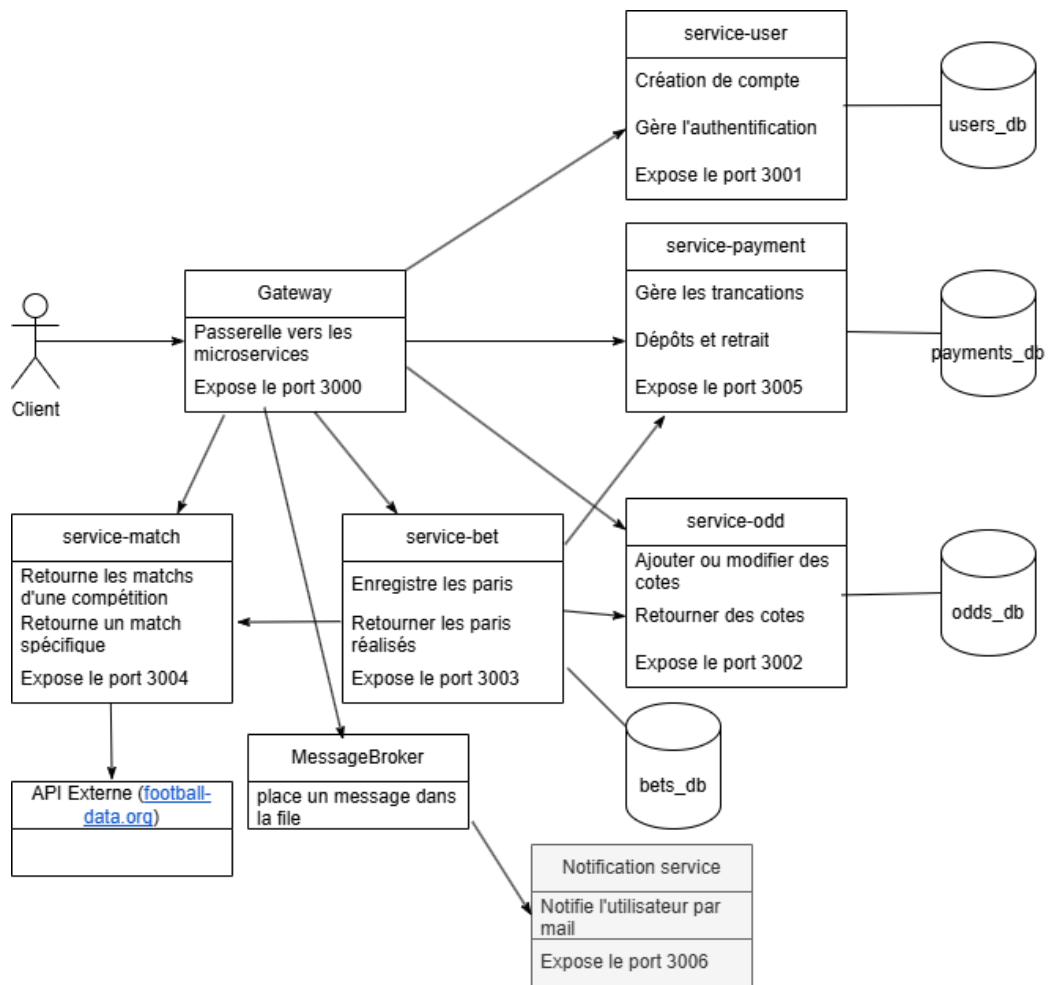 service-user
Création de compte
Gère l'authentification
Expose le port 3001
users_db
service-payment
Gère les trancations
Dépôts et retrait
Expose le port 3005
payments_db
Gateway
Passerelle vers les
microservices
Expose le port 3000
Client
service-match
Retourne les matchs
d'une compétition
Retourne un match
spécifique
Expose le port 3004
service-bet
Enregistre les paris
Retourner les paris
réalisés
Expose le port 3003
service-odd
Ajouter ou modifier des
cotes
Retourner des cotes
Expose le port 3002
odds_db
bets_db
MessageBroker
place un message dans
la file
API Externe (football-
data.org)
Notification service
Notifie l'utilisateur par
mail
Expose le port 3006